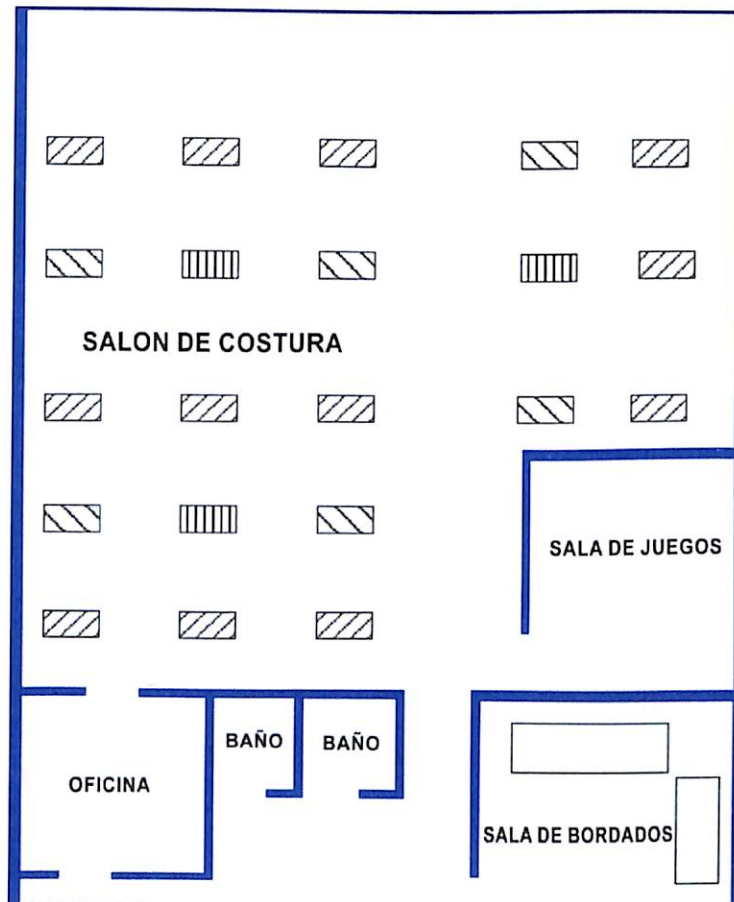 SALON DE COSTURA
SALA DE JUEGOS
BAÑO
BAÑO
OFICINA
SALA DE BORDADOS